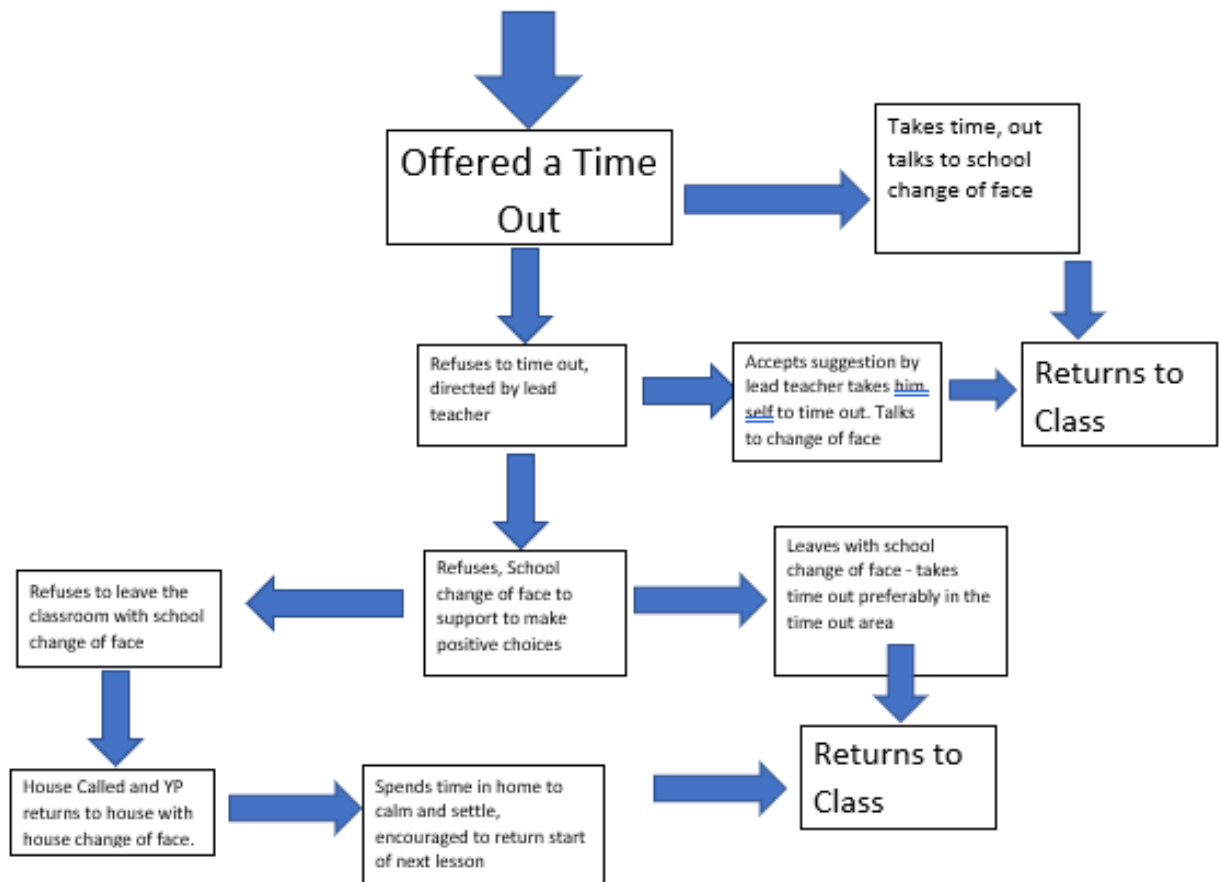 Offered a Time
Out
Takes time, out
talks to school
change of face
Refuses to time out,
directed by lead
teacher
Accepts suggestion by
lead teacher takes him
self to time out. Talks
to change of face
Returns to
Class
Refuses to leave the
classroom with school
change of face
Refuses, School
change of face to
support to make
positive choices
Leaves with school
change of face - takes
time out preferably in the
time out area
House Called and YP
returns to house with
house change of face.
Spends time in home to
calm and settle,
encouraged to return start
of next lesson
Returns to
Class